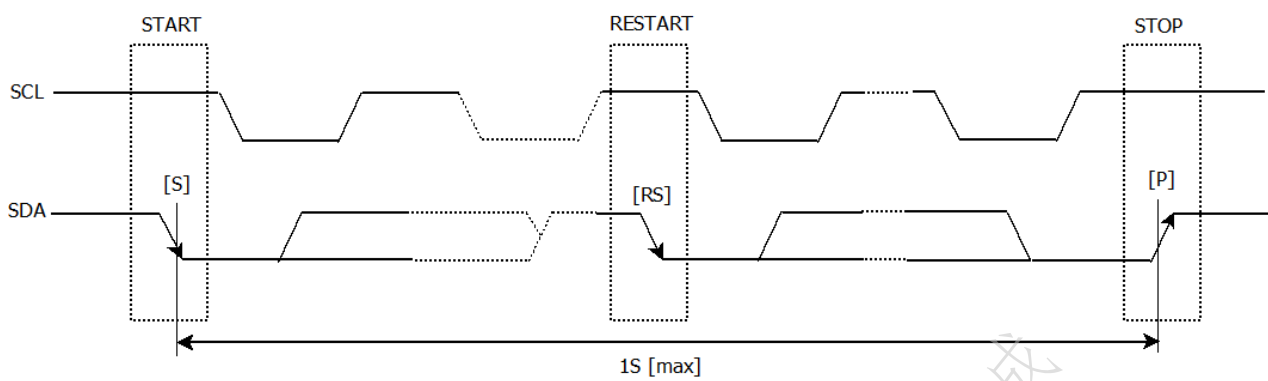 START
RESTART
STOP
SCL
[S]
[RS]
[P]
SDA
1S [max]